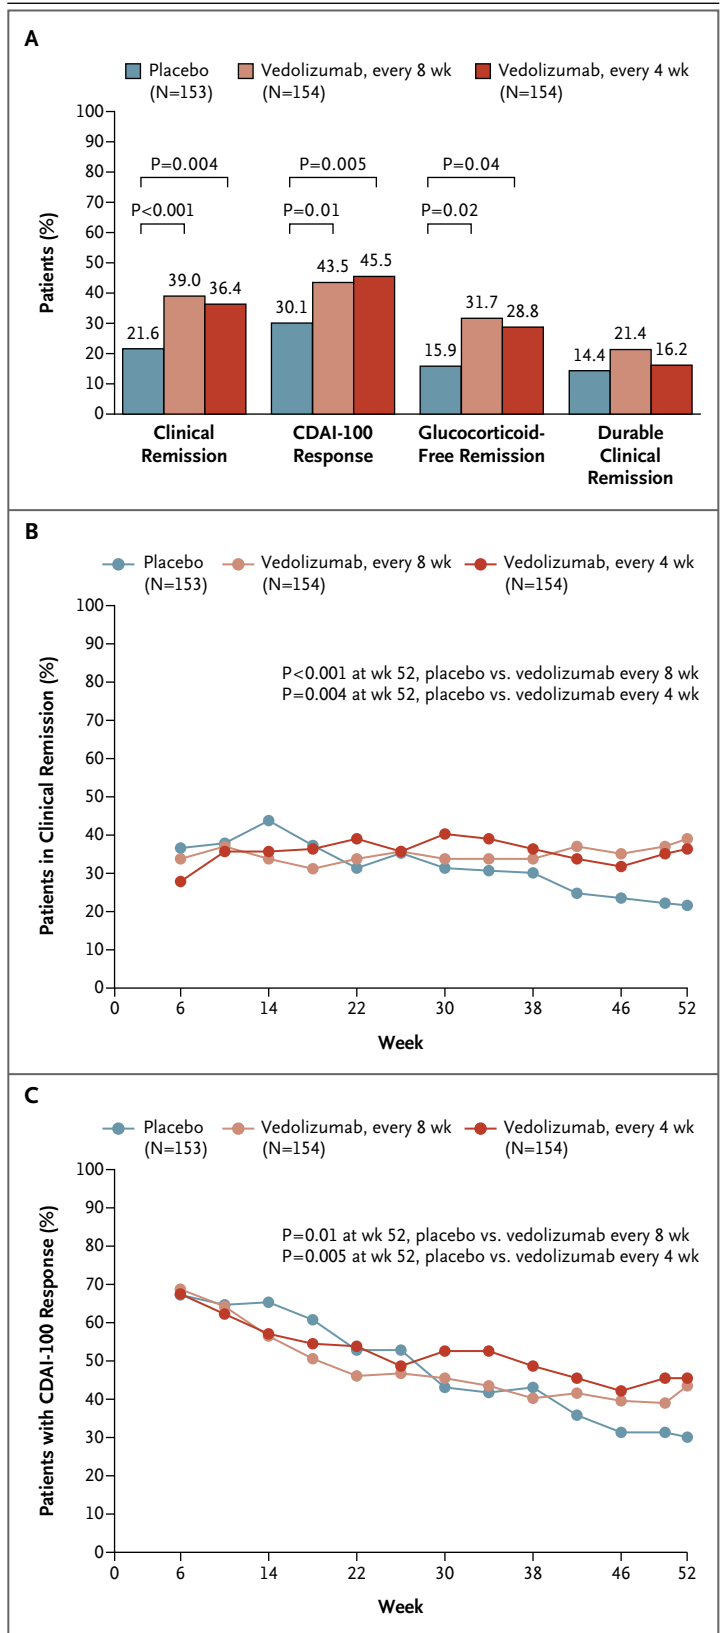 A
Placebo Vedolizumab, every 8 wk Vedolizumab, every 4 wk
(N=153) (N=154) (N=154)
100
90
80
70
60
50
40
30
20
10
0
Patients (%)
P=0.004 P=0.005 P=0.04
P<0.001 P=0.01 P=0.02
21.6 39.0 36.4 30.1 43.5 45.5 15.9 31.7 28.8 14.4 21.4 16.2
Clinical CDAI-100 Glucocorticoid- Durable
Remission Response Free Remission Clinical
Remission
B
Placebo Vedolizumab, every 8 wk Vedolizumab, every 4 wk
(N=153) (N=154) (N=154)
100
90
80
70
60
50
40
30
20
10
0
Patients in Clinical Remission (%)
P<0.001 at wk 52, placebo vs. vedolizumab every 8 wk
P=0.004 at wk 52, placebo vs. vedolizumab every 4 wk
0 6 14 22 30 38 46 52
Week
C
Placebo Vedolizumab, every 8 wk Vedolizumab, every 4 wk
(N=153) (N=154) (N=154)
100
90
80
70
60
50
40
30
20
10
0
Patients with CDAI-100 Response (%)
P=0.01 at wk 52, placebo vs. vedolizumab every 8 wk
P=0.005 at wk 52, placebo vs. vedolizumab every 4 wk
0 6 14 22 30 38 46 52
Week